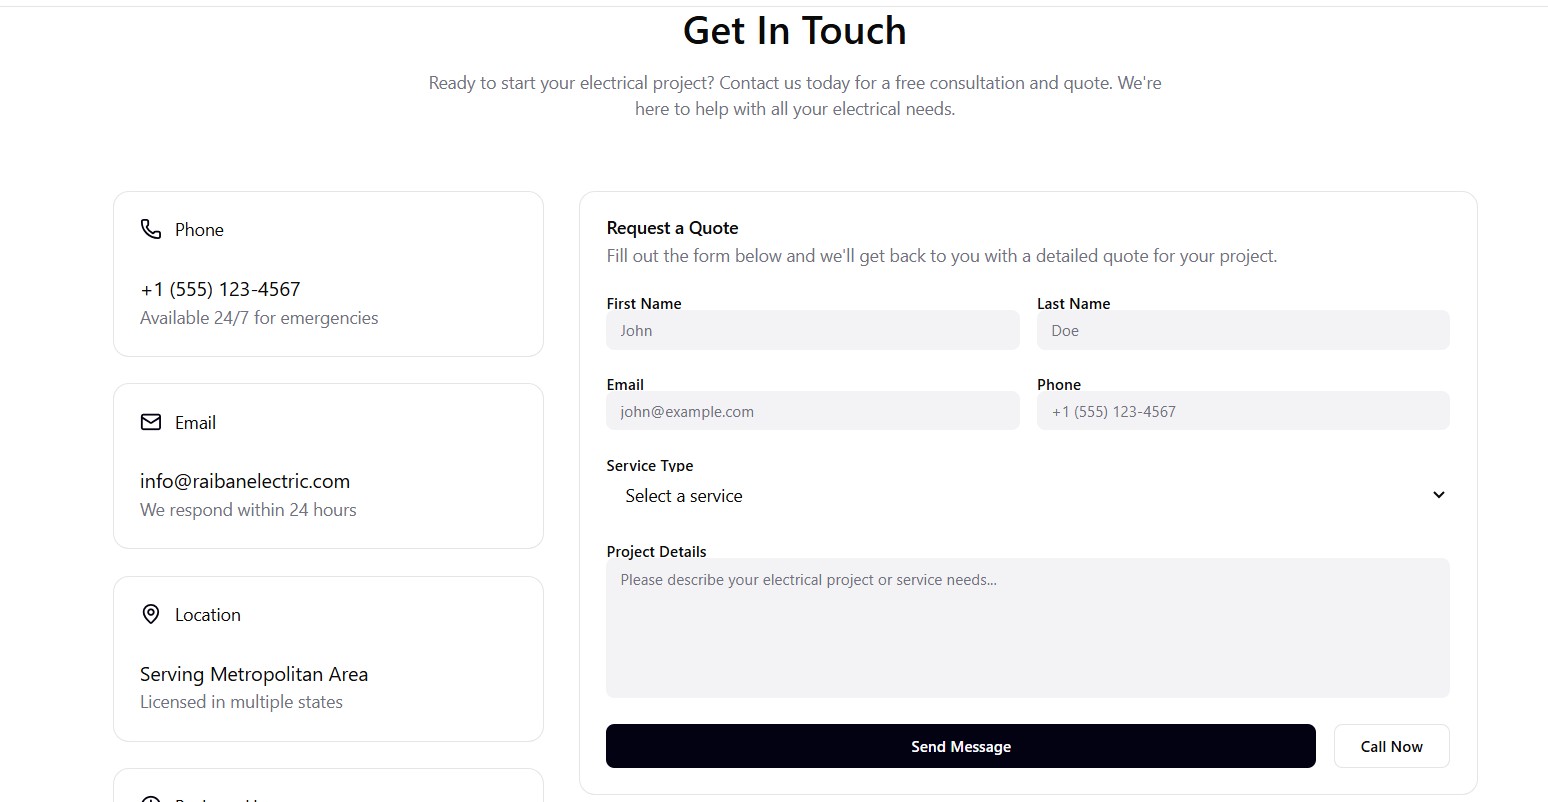 Get In Touch
Ready to start your electrical project? Contact us today for a free consultation and quote. We're
here to help with all your electrical needs.
Phone
+1 (555) 123-4567
Available 24/7 for emergencies
Email
info@raibanelectric.com
We respond within 24 hours
Location
Serving Metropolitan Area
Licensed in multiple states
Request a Quote
Fill out the form below and we'll get back to you with a detailed quote for your project.
First Name
Last Name
John
Doe
Email
Phone
john@example.com
+1 (555) 123-4567
Service Type
Select a service
Project Details
Please describe your electrical project or service needs...
Send Message
Call Now